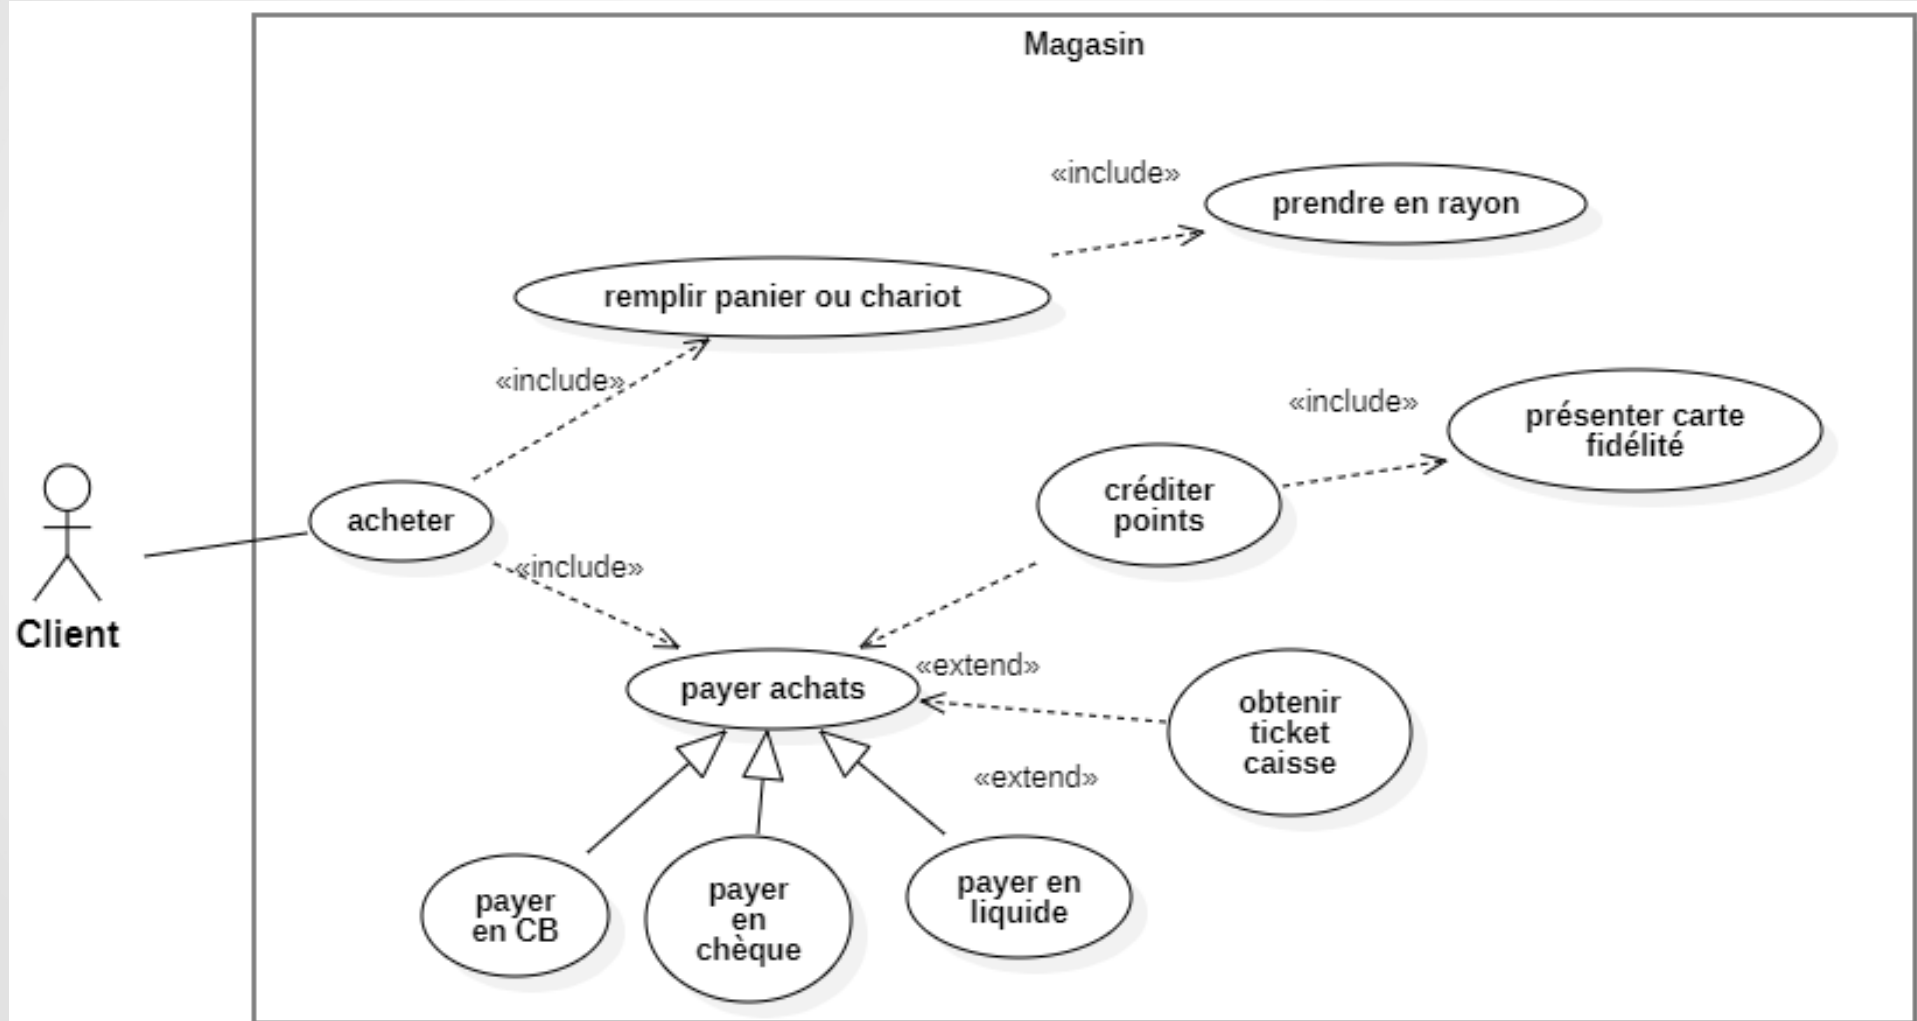 Magasin
«include»
prendre en rayon
remplir panier ou chariot
«include»
«include»
présenter carte
fidélité
créditer
points
acheter
«include»
Client
payer achats
«extend»
obtenir
ticket
caisse
«extend»
payer
en CB
payer
en
chèque
payer en
liquide